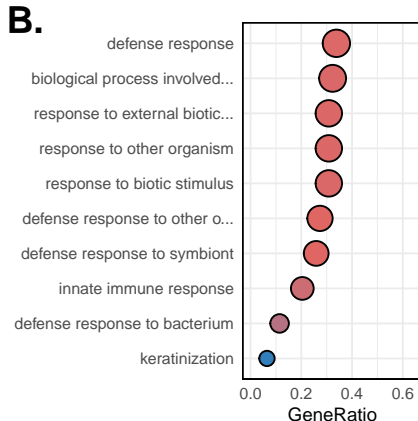 B.
defense response
biological process involved...
response to external biotic...
response to other organism
response to biotic stimulus
defense response to other o...
defense response to symbiont
innate immune response
defense response to bacterium
keratinization
0.0 0.2 0.4 0.6
GeneRatio